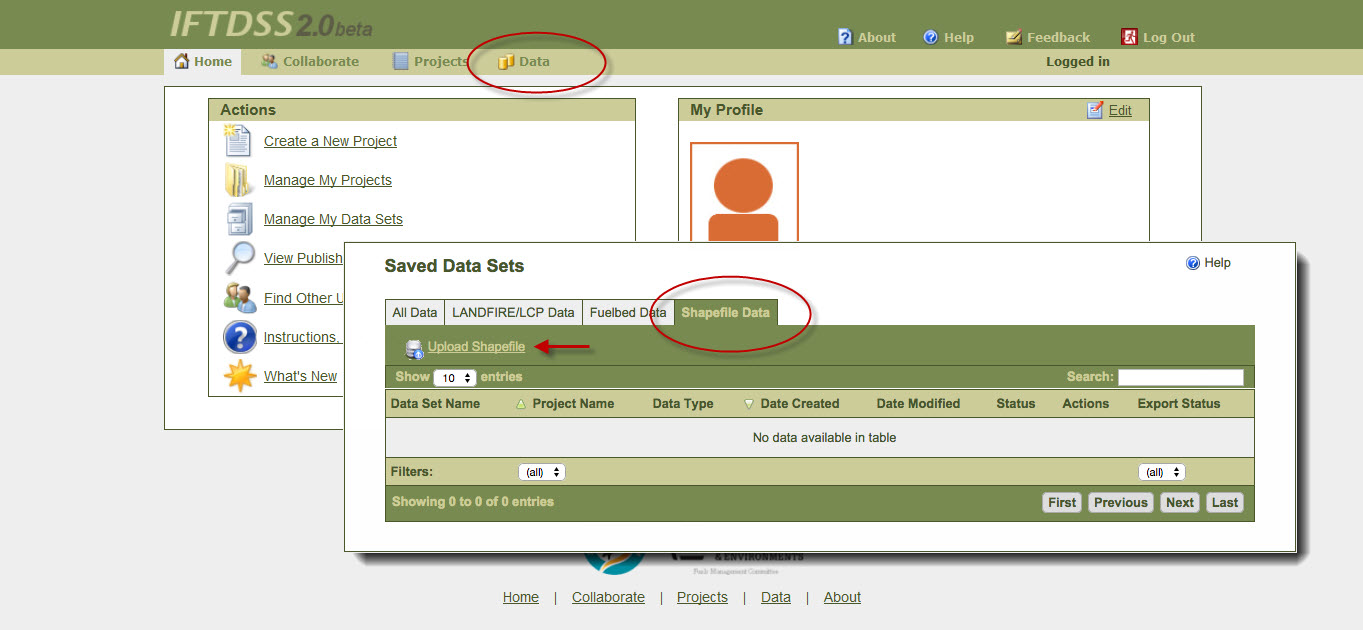 IFTDSS 2.0 beta
About Help Feedback Log Out
Home Collaborate Projects Data Logged in
Actions
Create a New Project
Manage My Projects
Manage My Data Sets
View Publish
Find Other U
Instructions,
What's New
My Profile Edit
Saved Data Sets
Help
All Data LANDFIRE/LCP Data Fuelbed Data Shapefile Data
Upload Shapefile
Show 10 entries Search:
Data Set Name Project Name Data Type Date Created Date Modified Status Actions Export Status
No data available in table
Filters: (all) (all)
Showing 0 to 0 of 0 entries First Previous Next Last
& ENVIRONMENTS
Fuels Management Committee
Home | Collaborate | Projects | Data | About